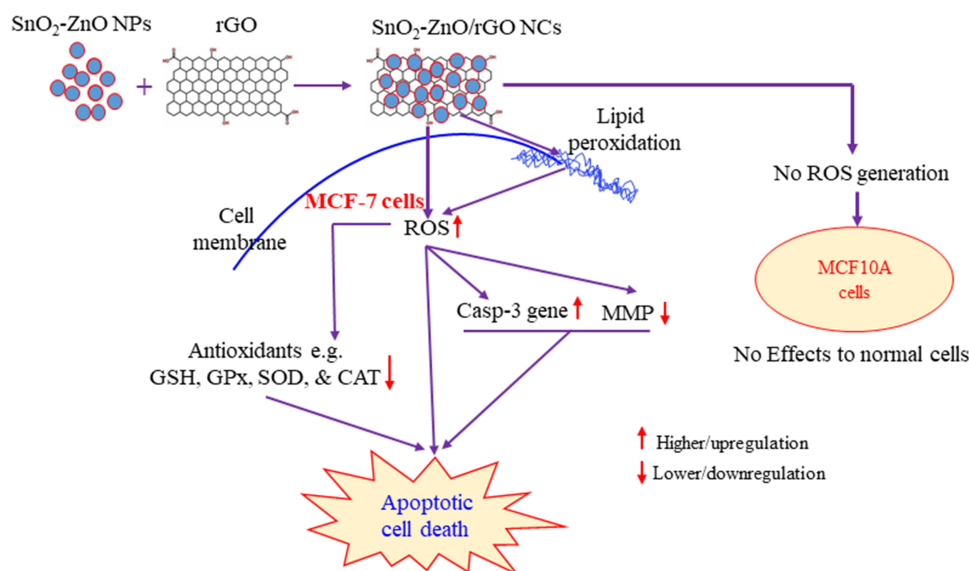 SnO₂-ZnO NPs
rGO
SnO₂-ZnO/rGO NCs
+
Lipid
peroxidation
No ROS generation
MCF-7 cells
Cell
membrane
ROS
MCF10A
cells
Casp-3 gene
MMP
No Effects to normal cells
Antioxidants e.g.
GSH, GPx, SOD, & CAT
Higher/upregulation
Lower/downregulation
Apoptotic
cell death